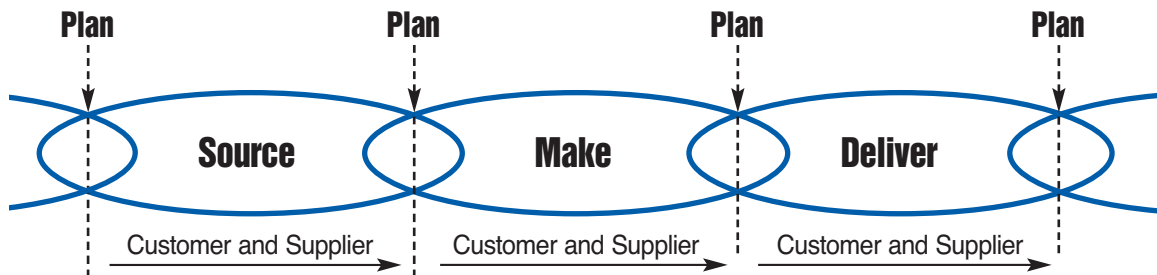 Plan Plan Plan Plan
Source Make Deliver
Customer and Supplier Customer and Supplier Customer and Supplier